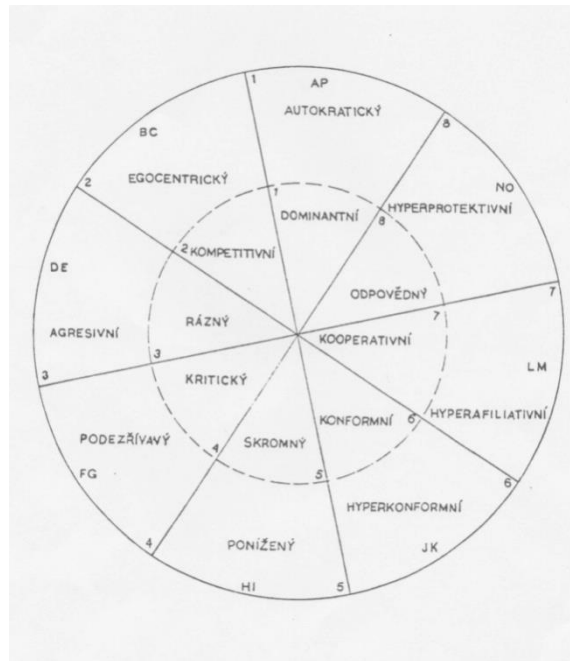 1
AP
AUTOKRATICKÝ
8
BC
EGOCENTRICKÝ
NO
HYPERPROTEKTIVNÍ
2
1
DOMINANTNÍ
8
2
KOMPETITIVNÍ
ODPOVĚDNÝ
7
7
DE
AGRESIVNÍ
RÁZNÝ
3
3
KOOPERATIVNÍ
LM
HYPERAFILIATIVNÍ
KRITICKÝ
KONFORMNÍ
6
6
PODEZŘÍVAVÝ
FG
4
SKROMNÝ
5
HYPERKONFORMNÍ
JK
4
PONÍŽENÝ
HI
5